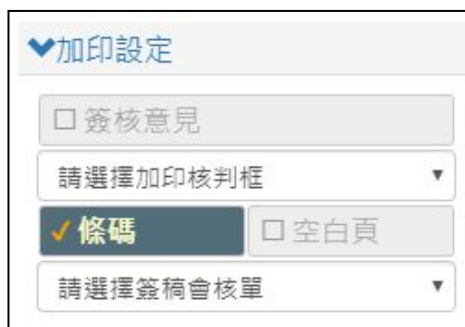 加印設定
簽核意見
請選擇加印核判框
條碼 空白頁
請選擇簽稿會核單